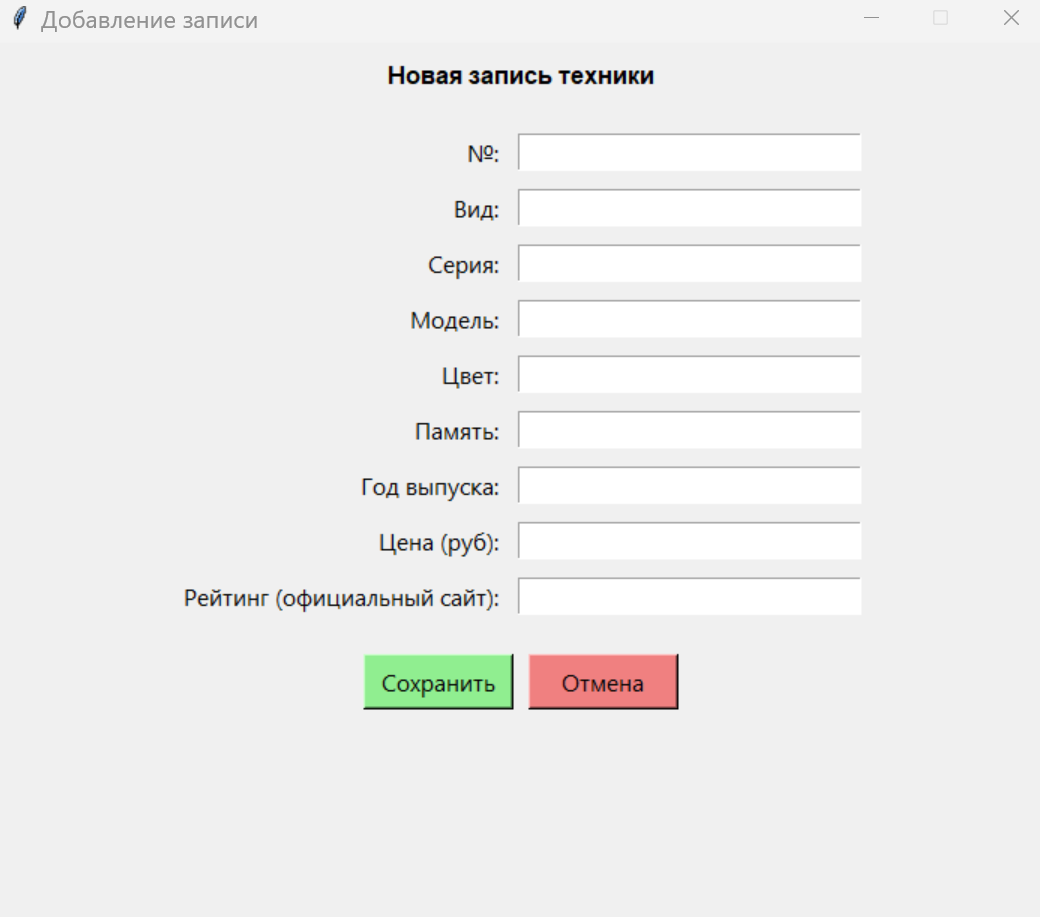 Добавление записи
Новая запись техники
№:
Вид:
Серия:
Модель:
Цвет:
Память:
Год выпуска:
Цена (руб):
Рейтинг (официальный сайт):
Сохранить Отмена